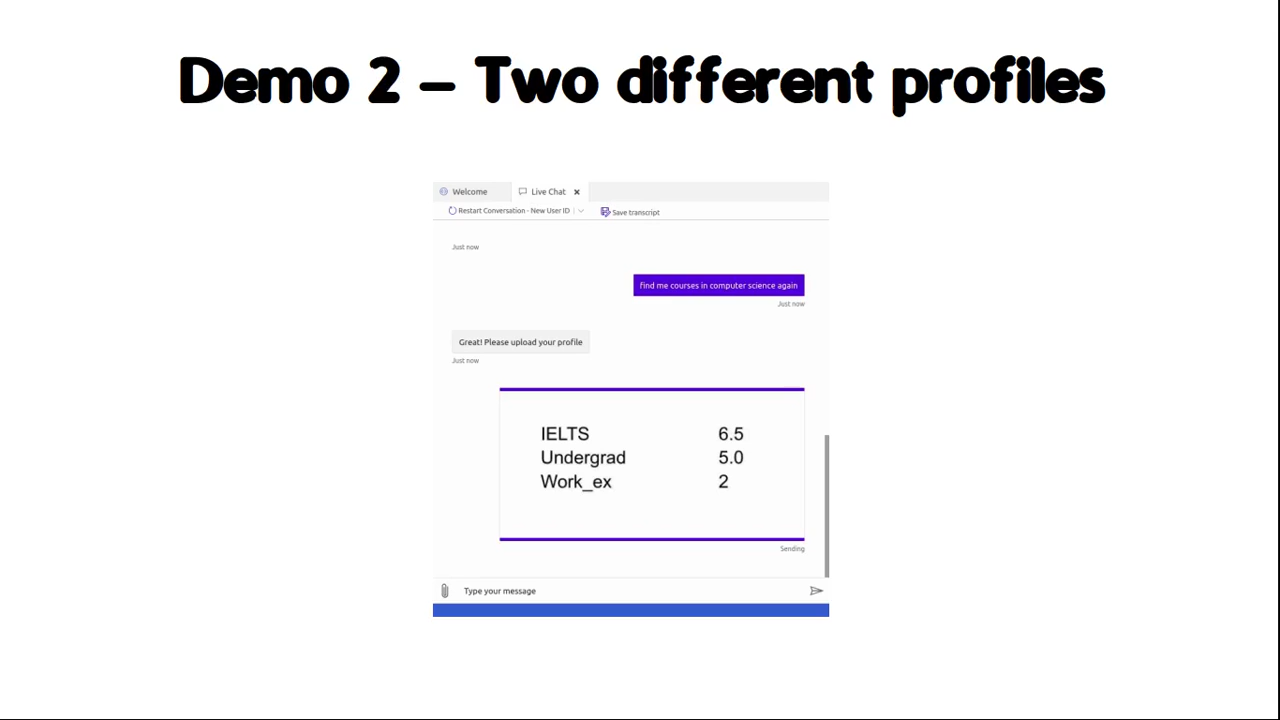 Demo 2 – Two different profiles
Welcome Live Chat
Restart Conversation - New User ID Save transcript
Just now
find me courses in computer science again
Just now
Great! Please upload your profile
Just now
IELTS 6.5
Undergrad 5.0
Work_ex 2
Sending
Type your message